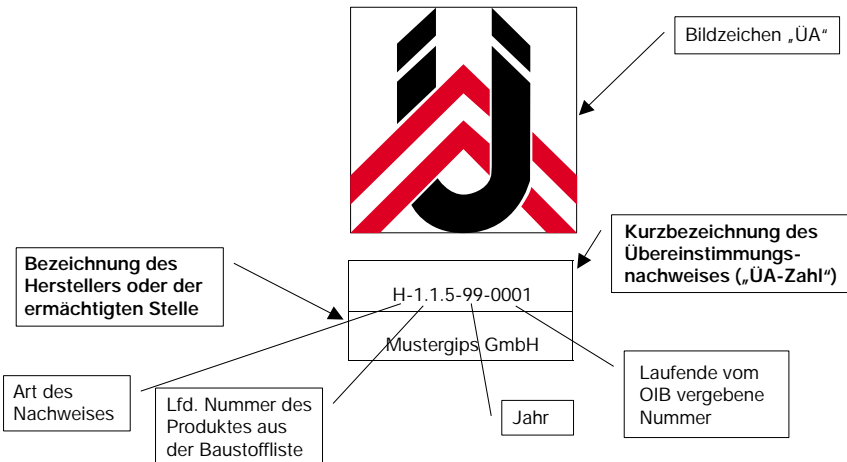 Bildzeichen „ÜA“
Kurzbezeichnung des
Übereinstimmungs-
nachweises („ÜA-Zahl“)
Bezeichnung des
Herstellers oder der
ermächtigten Stelle
H-1.1.5-99-0001
Mustergips GmbH
Art des
Nachweises
Lfd. Nummer des
Produktes aus
der Baustoffliste
Jahr
Laufende vom
OIB vergebene
Nummer